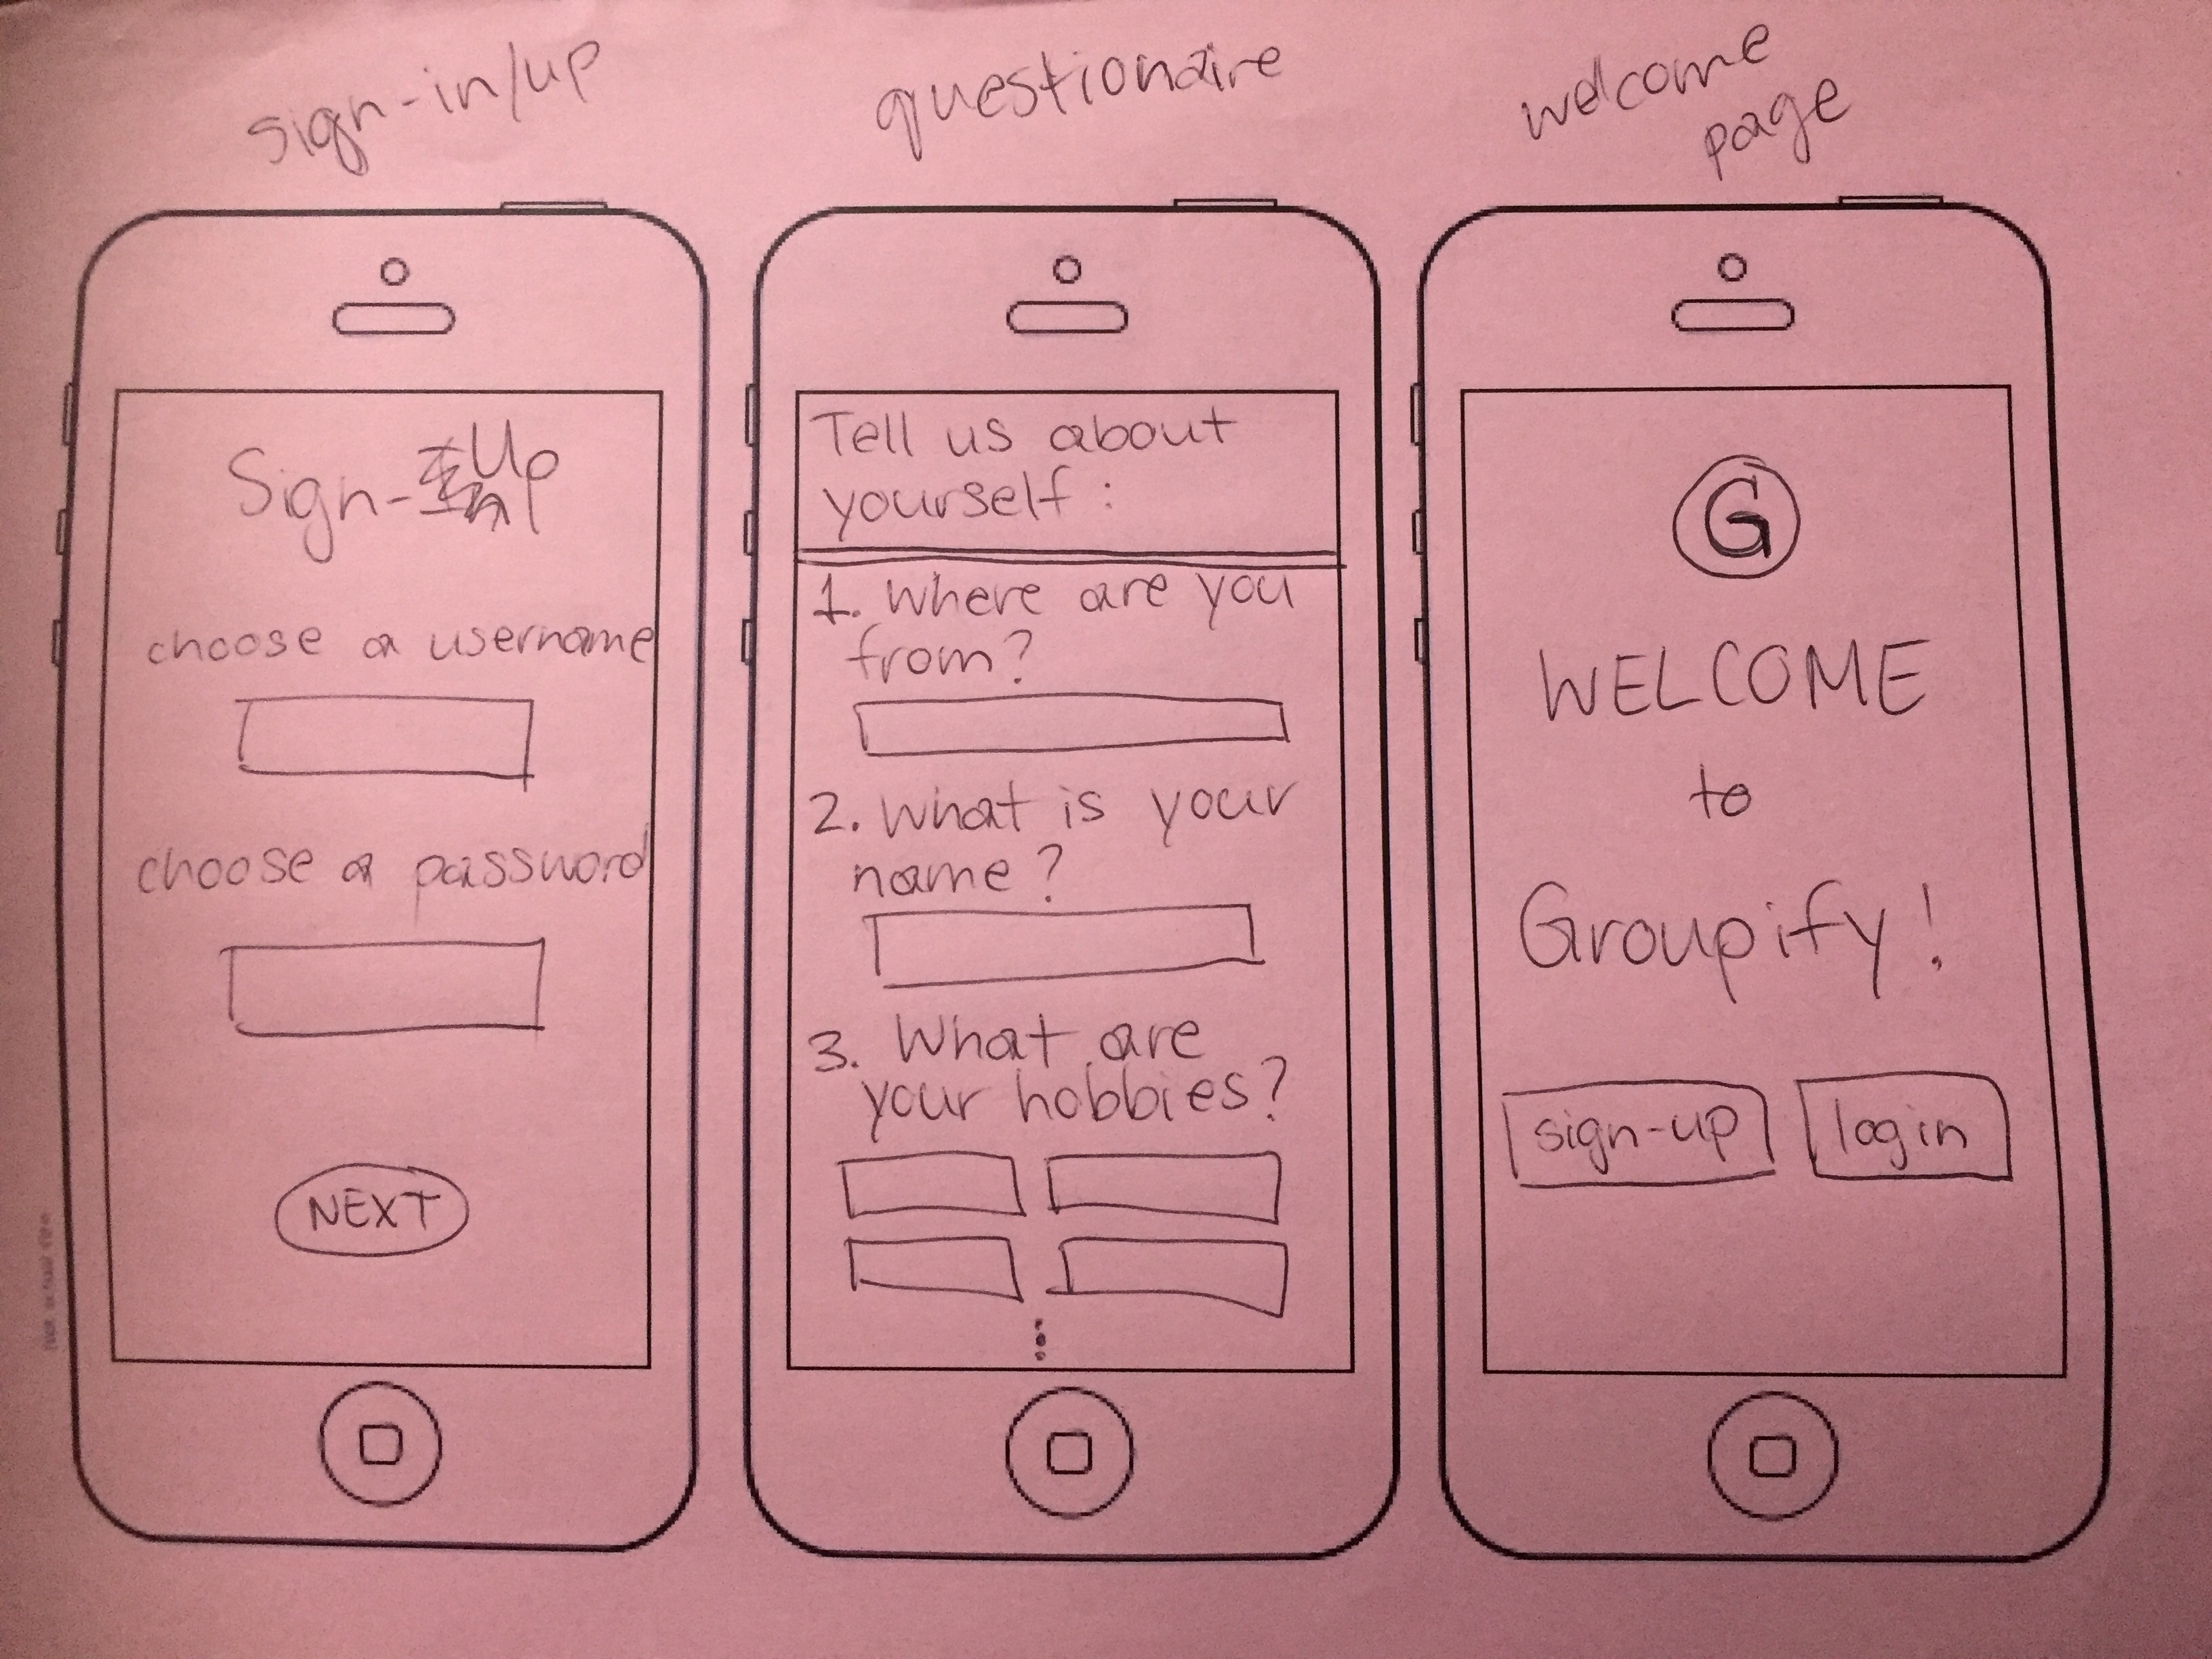 sign-in/up
questionaire
welcome
page
Sign-Up
choose a username
choose a password
NEXT
Tell us about
yourself :
1. Where are you
from?
2. What is your
name?
3. What are
your hobbies?
G
WELCOME
to
Groupify!
sign-up
login